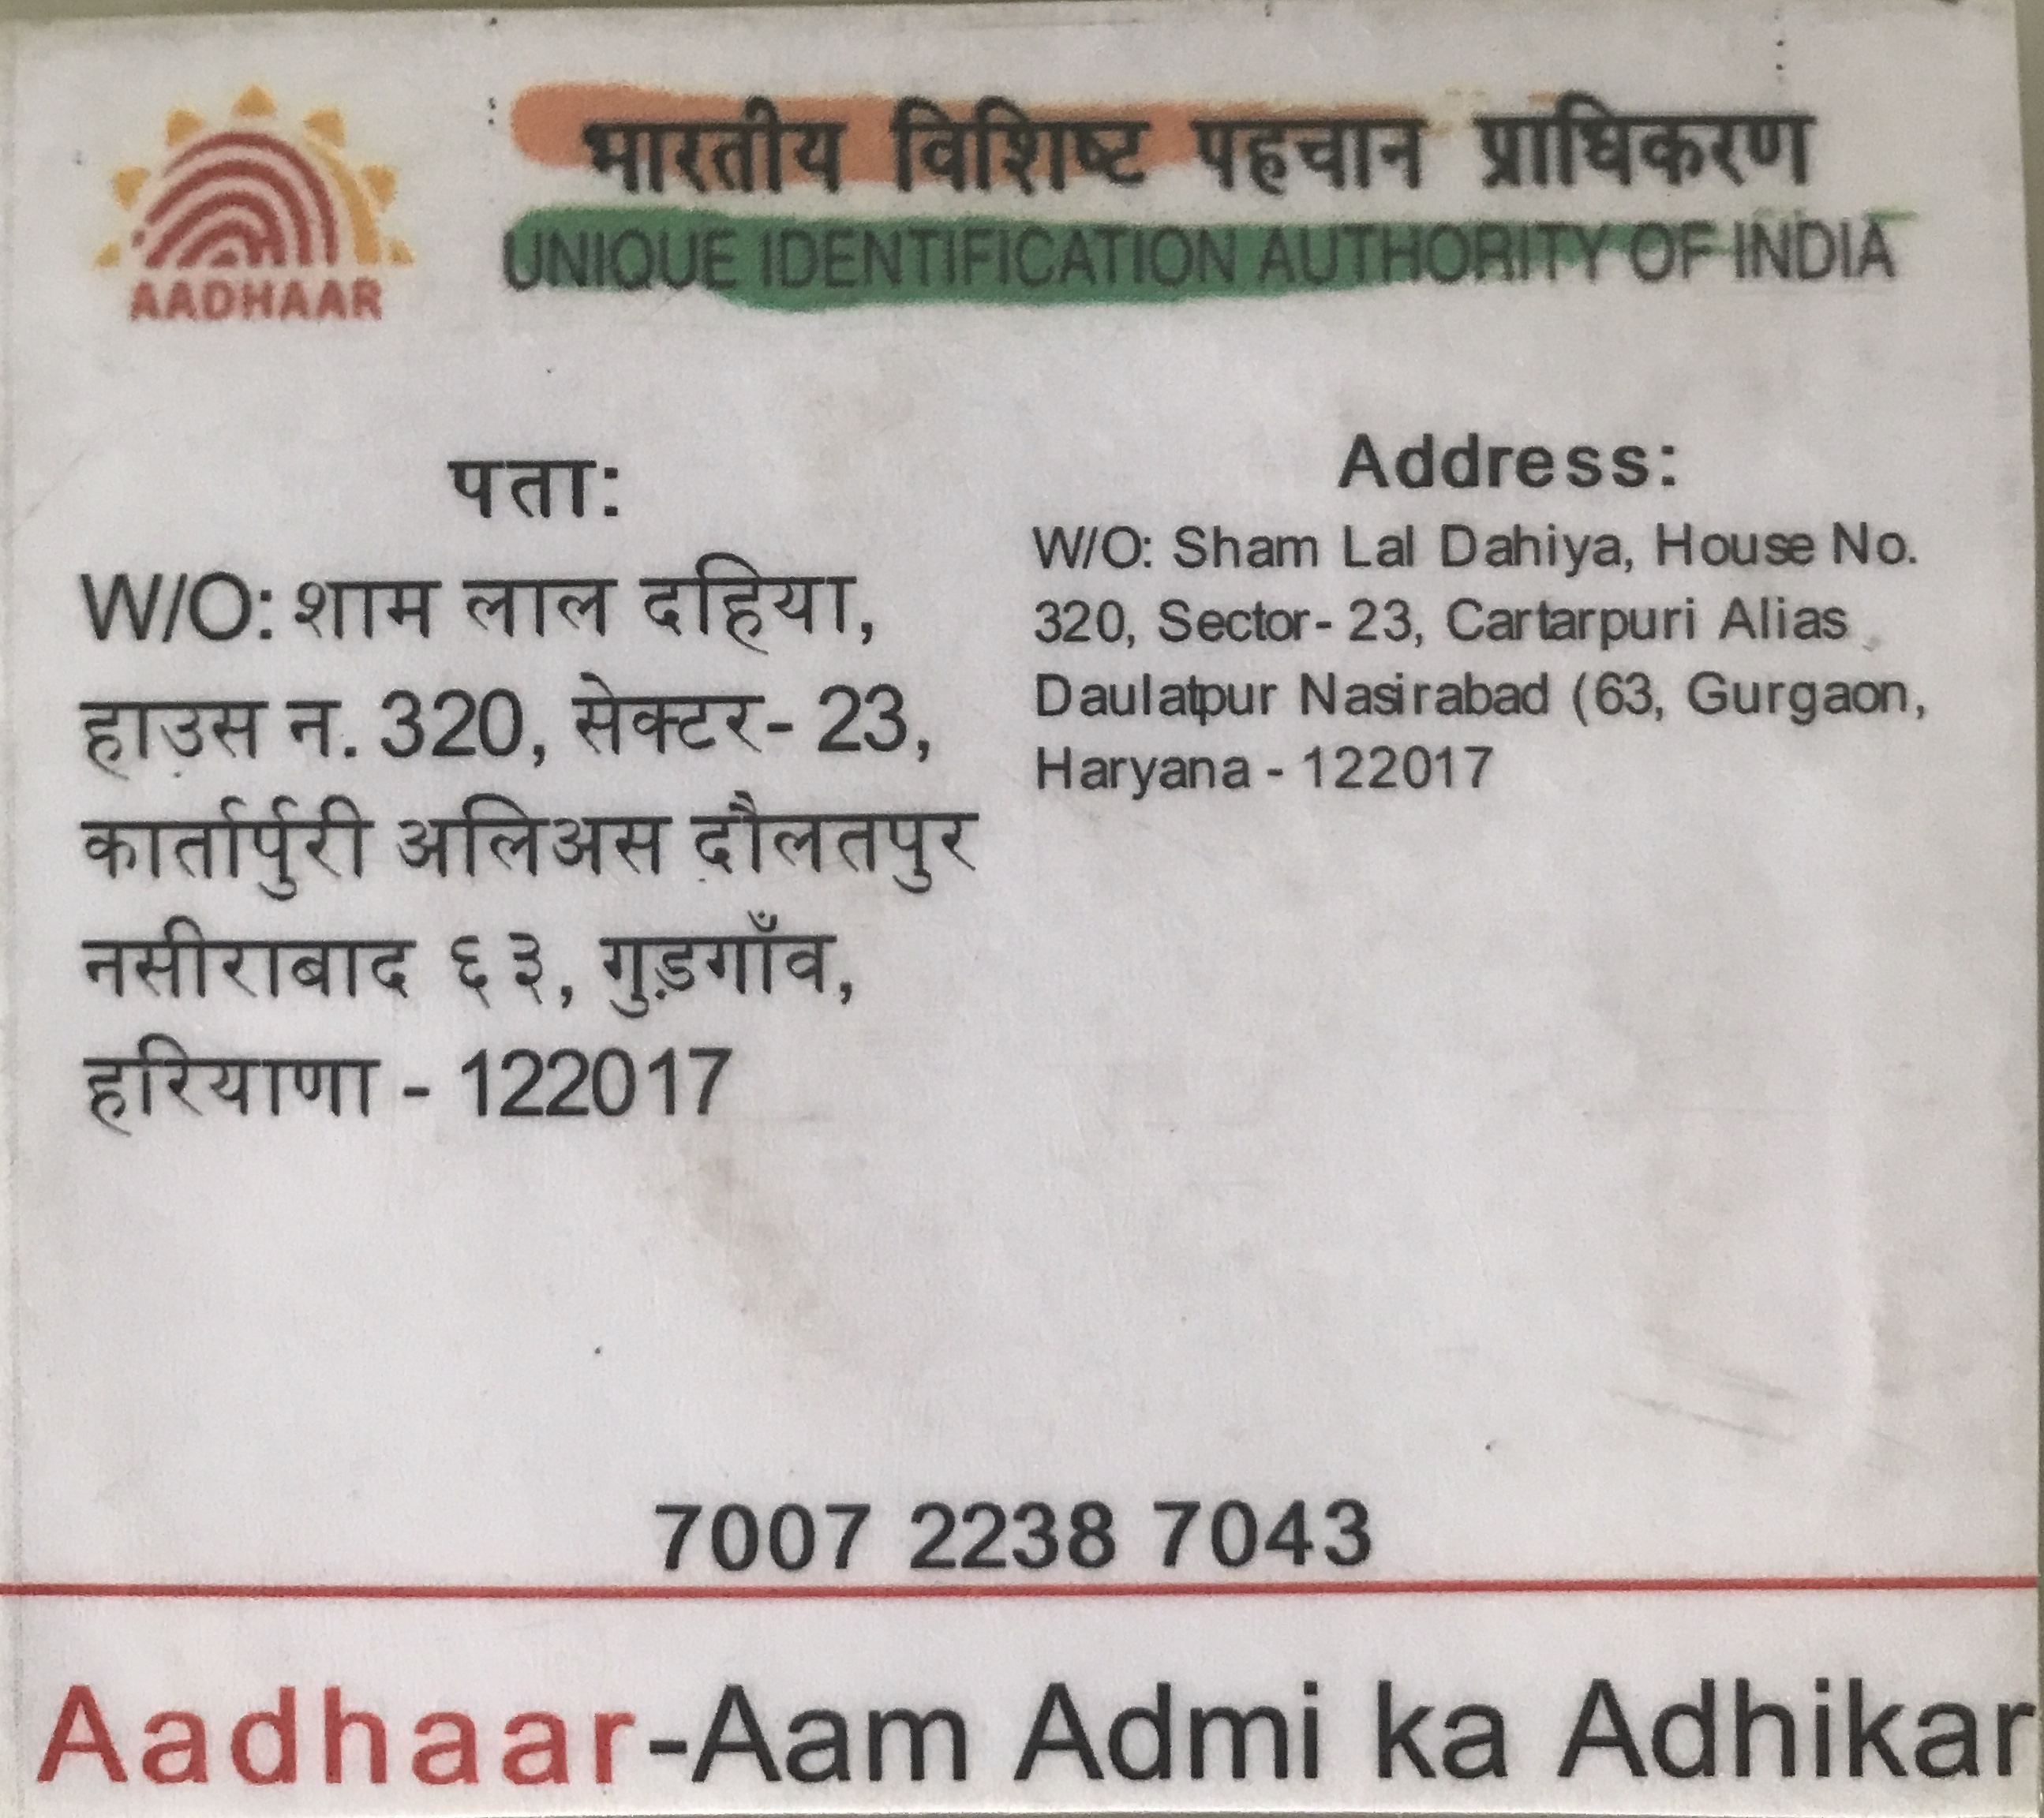 भारतीय विशिष्ट पहचान प्राधिकरण
UNIQUE IDENTIFICATION AUTHORITY OF INDIA
AADHAAR
पता:
W/O: शाम लाल दहिया,
हाउस न. 320, सेक्टर- 23,
कार्तार्पुरी अलिअस दौलतपुर
नसीराबाद ६३, गुड़गाँव,
हरियाणा - 122017
Address:
W/O: Sham Lal Dahiya, House No.
320, Sector- 23, Cartarpuri Alias
Daulatpur Nasirabad (63, Gurgaon,
Haryana - 122017
7007 2238 7043
Aadhaar-Aam Admi ka Adhikar